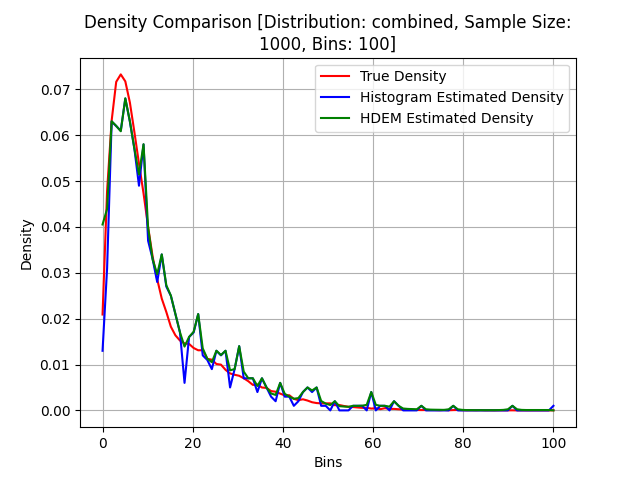 Density Comparison [Distribution: combined, Sample Size:
1000, Bins: 100]
True Density
Histogram Estimated Density
HDEM Estimated Density
Density
0.07
0.06
0.05
0.04
0.03
0.02
0.01
0.00
0 20 40 60 80 100
Bins